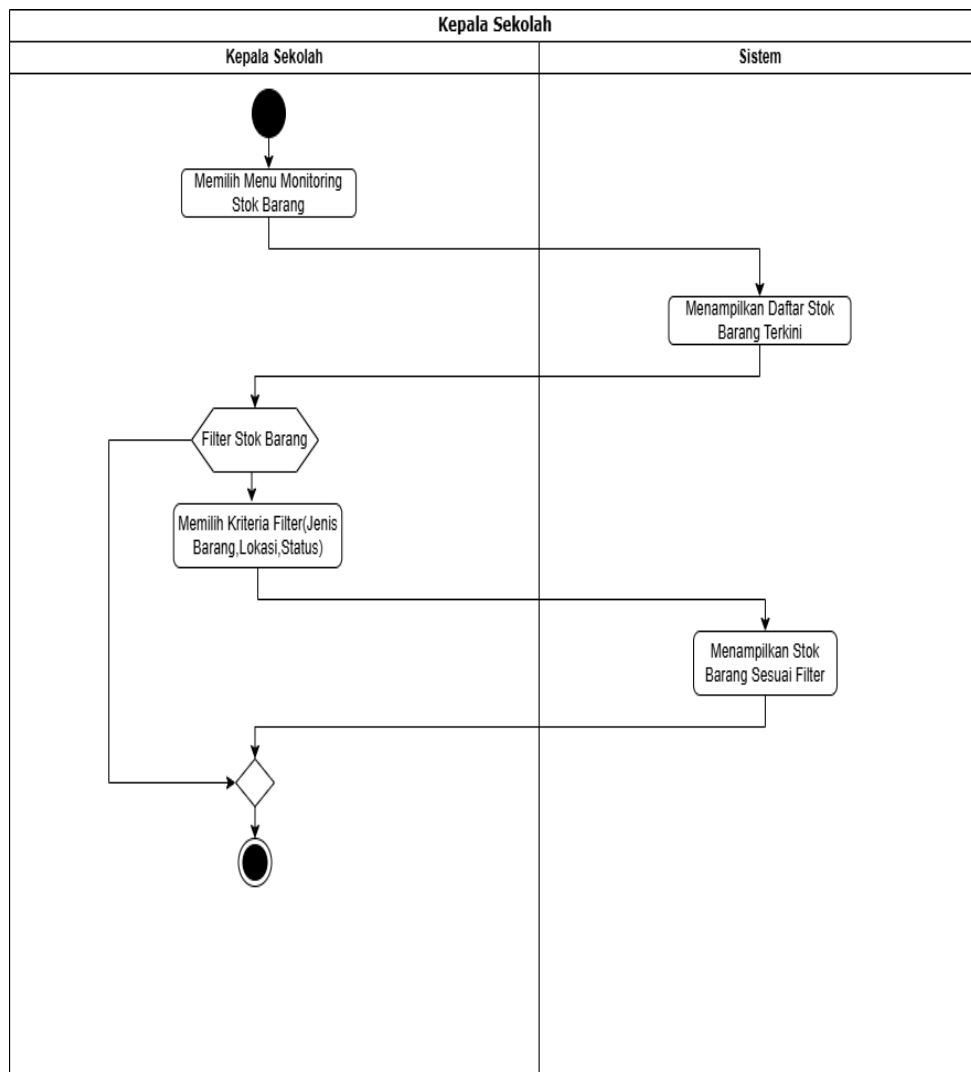 Kepala Sekolah
Kepala Sekolah
Sistem
Memilih Menu Monitoring
Stok Barang
Menampilkan Daftar Stok
Barang Terkini
Filter Stok Barang
Memilih Kriteria Filter(Jenis
Barang,Lokasi,Status)
Menampilkan Stok
Barang Sesuai Filter